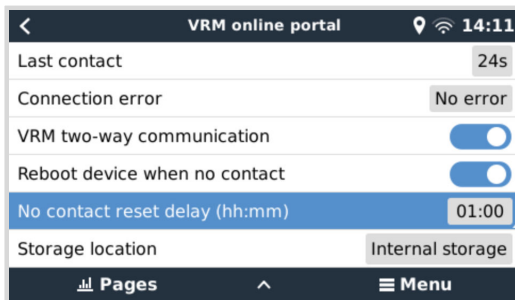 VRM online portal 14:11
Last contact 24s
Connection error No error
VRM two-way communication
Reboot device when no contact
No contact reset delay (hh:mm) 01:00
Storage location Internal storage
Pages Menu